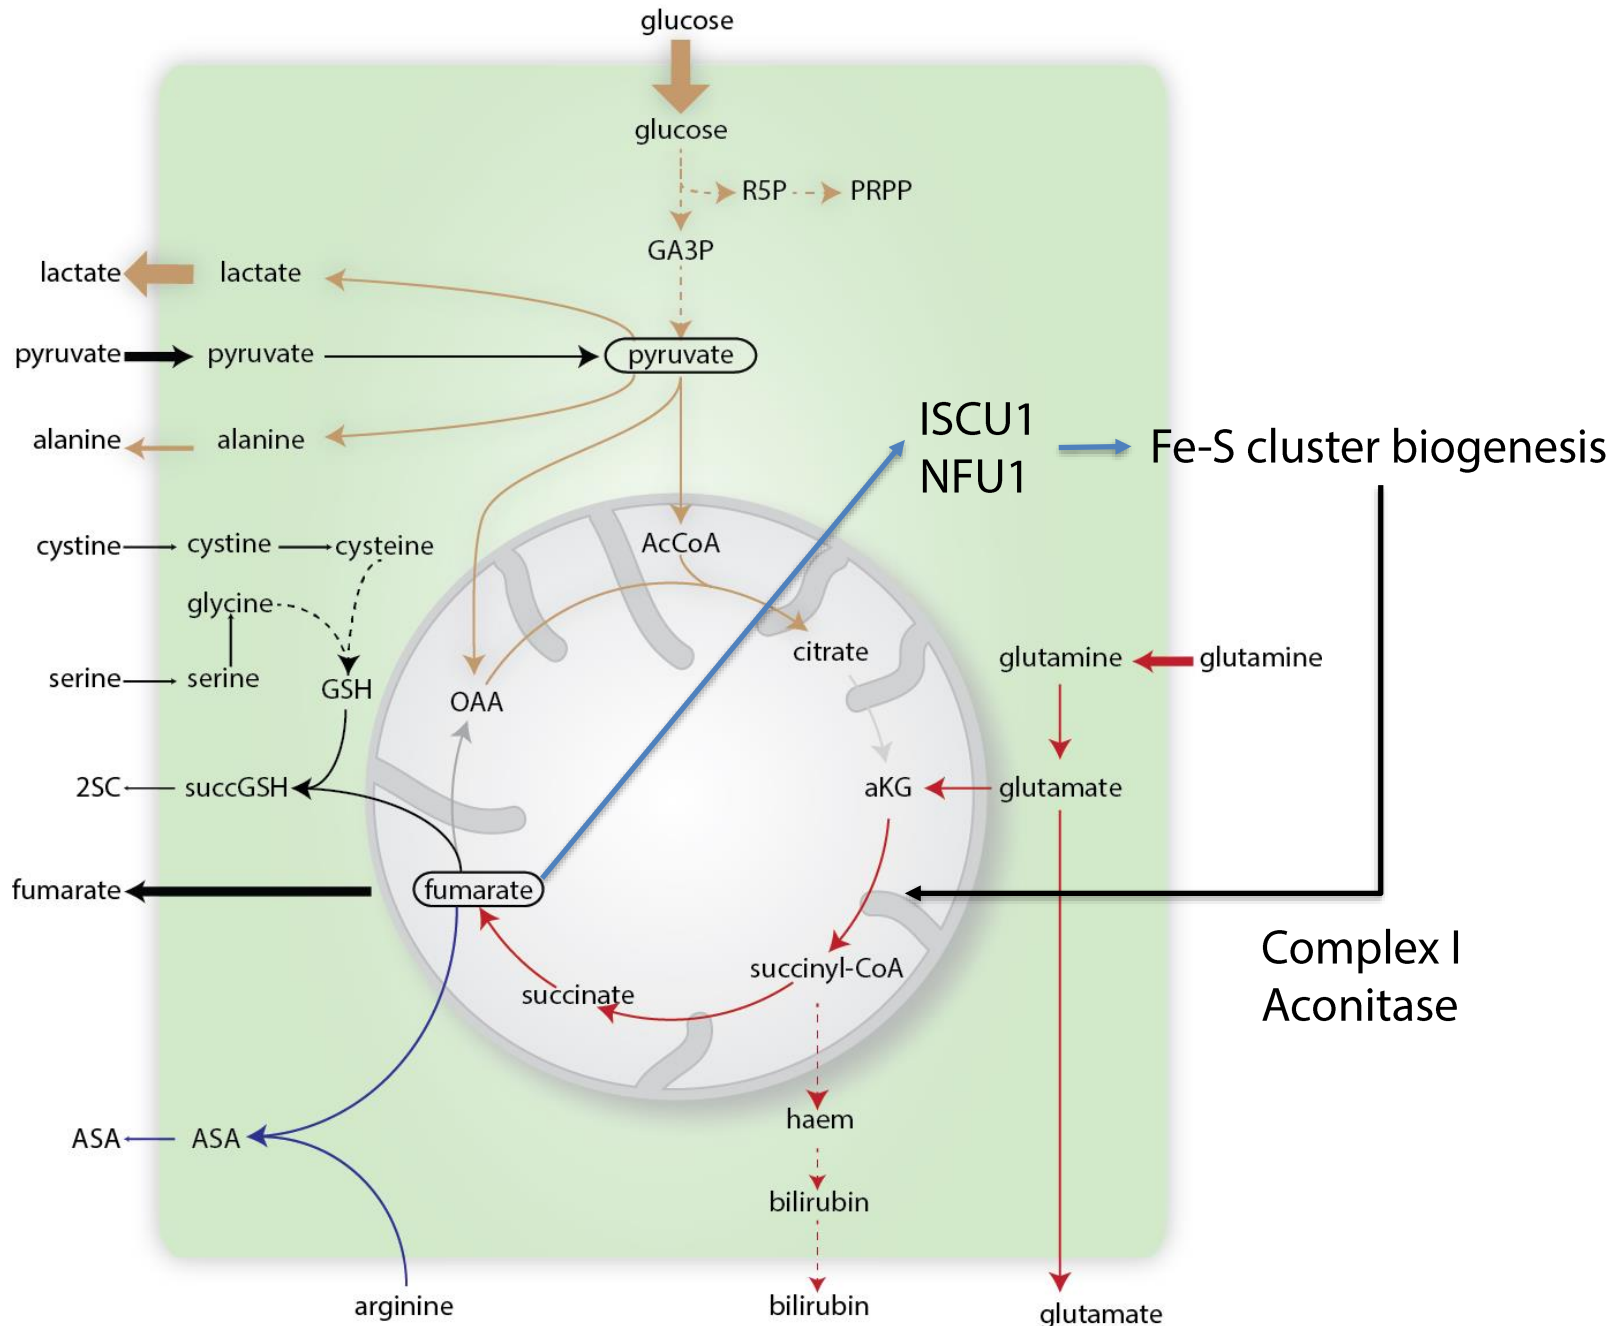 glucose
glucose
R5P
PRPP
GA3P
lactate
lactate
pyruvate
pyruvate
pyruvate
alanine
alanine
ISCU1
NFU1
Fe-S cluster biogenesis
cystine
cystine
cysteine
AcCoA
glycine
citrate
glutamine
glutamine
serine
serine
GSH
OAA
2SC
succGSH
aKG
glutamate
fumarate
fumarate
Complex I
Aconitase
succinyl-CoA
succinate
haem
ASA
ASA
bilirubin
arginine
bilirubin
glutamate